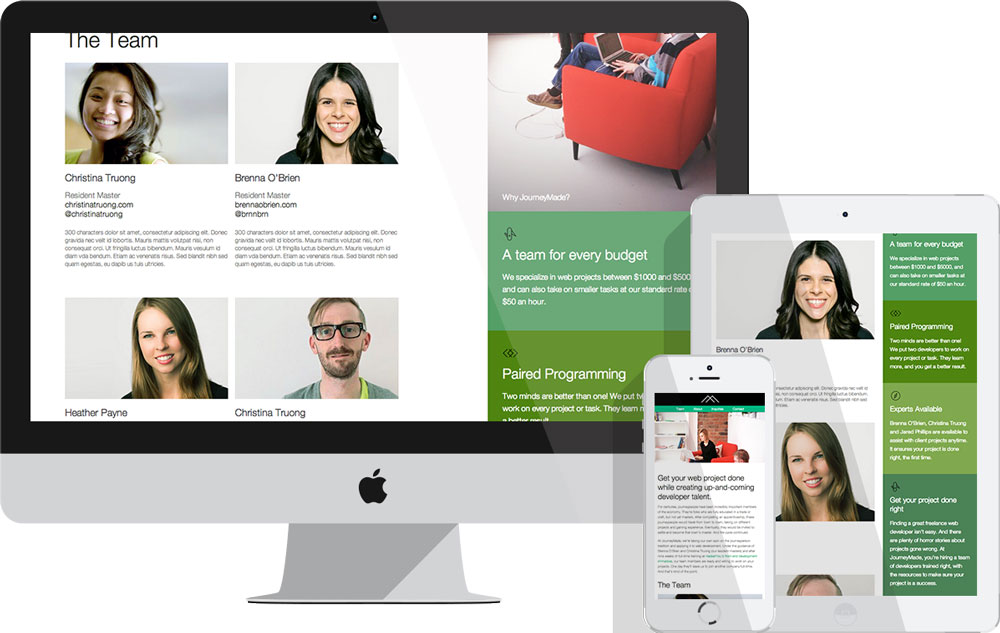 The Team
Christina Truong
Resident Master
christinatruong.com
@christinatruong
300 characters dolor sit amet, consectetur adipiscing elit. Donec
gravida nec velit id lobortis. Mauris mattis volutpat nisi, non
consequat orci. Ut fringilla luctus bibendum. Mauris vesulum id
diam vda bendum. Etiam ac venenatis risus. Sed blandit nibh sed
quam egestas, eu dapib us tuis ultricies.
Brenna O'Brien
Resident Master
brennaobrien.com
@brrnbrn
300 characters dolor sit amet, consectetur adipiscing elit. Donec
gravida nec velit id lobortis. Mauris mattis volutpat nisi, non
consequat orci. Ut fringilla luctus bibendum. Mauris vesulum id
diam vda bendum. Etiam ac venenatis risus. Sed blandit nibh sed
quam egestas, eu dapib us tuis ultricies.
Heather Payne
Christina Truong
Why JourneyMade?
A team for every budget
We specialize in web projects between $1000 and $5000
and can also take on smaller tasks at our standard rate
$50 an hour.
Paired Programming
Two minds are better than one! We put
work on every project or task. They learn
a better result.
Brenna O'Brien
A team for every budget
We specialize in web projects
between $1000 and $5000, and
can also take on smaller tasks at
our standard rate of $50 an hour.
Paired Programming
Two minds are better than one!
We put two developers to work on
every project or task. They learn
more, and you get a better result.
Experts Available
Brenna O'Brien, Christina Truong
and Jared Phillips are available to
assist with client projects anytime.
It ensures your project is done
right, the first time.
Get your project done
right
Finding a great freelance web
developer isn't easy. And there
are plenty of horror stories about
projects gone wrong. At
JourneyMade, you're hiring a team
of developers trained right, with
the resources to make sure your
project is a success.
Team About Inquiries Contact
Get your web project done
while creating up-and-coming
developer talent.
The Team